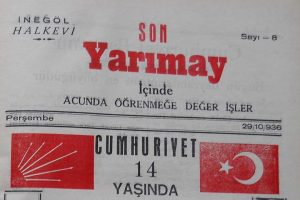 İNEGÖL
HALKEVİ
SON
Sayı — 8
Yarımay
İçinde
ACUNDA ÖĞRENMEĞE DEĞER İŞLER
Perşembe
29,10,936
CUMHURİYET
14
YAŞINDA